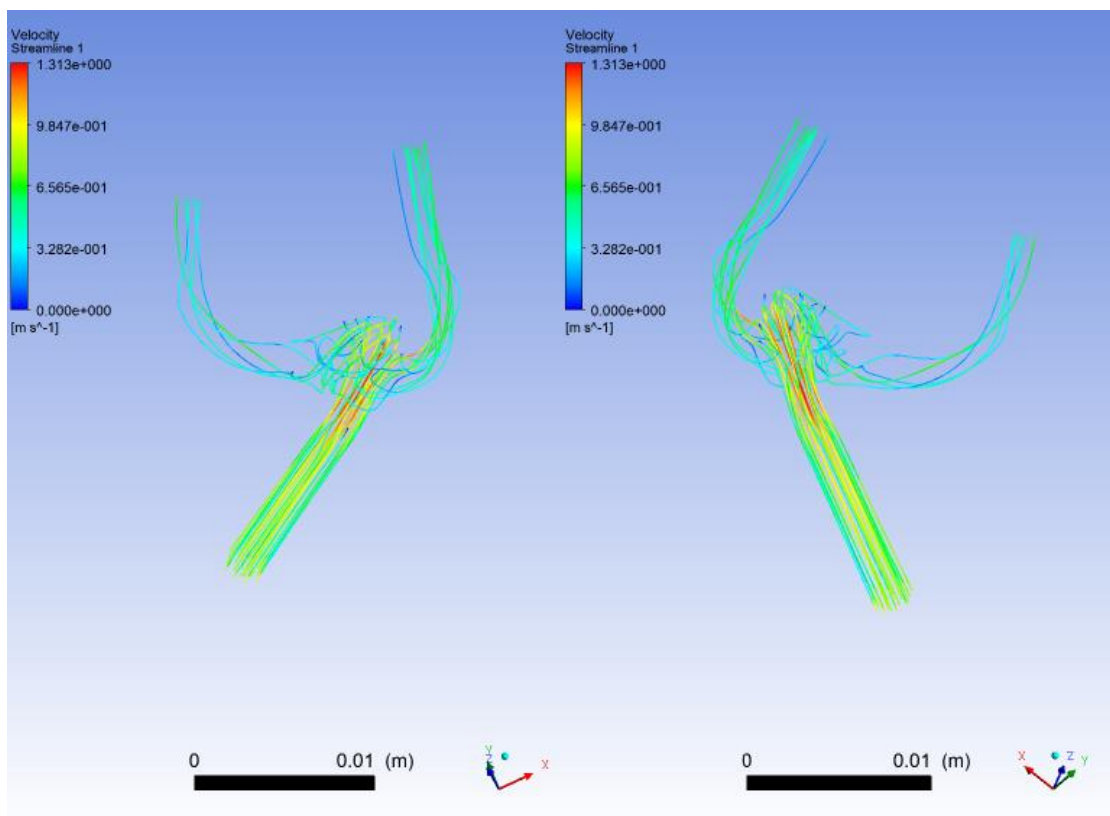 Velocity
Streamline 1
1.313e+000
9.847e-001
6.565e-001
3.282e-001
0.000e+000
[m s^-1]
0 0.01 (m)
Y
Z
X
Velocity
Streamline 1
1.313e+000
9.847e-001
6.565e-001
3.282e-001
0.000e+000
[m s^-1]
0 0.01 (m)
X Z Y